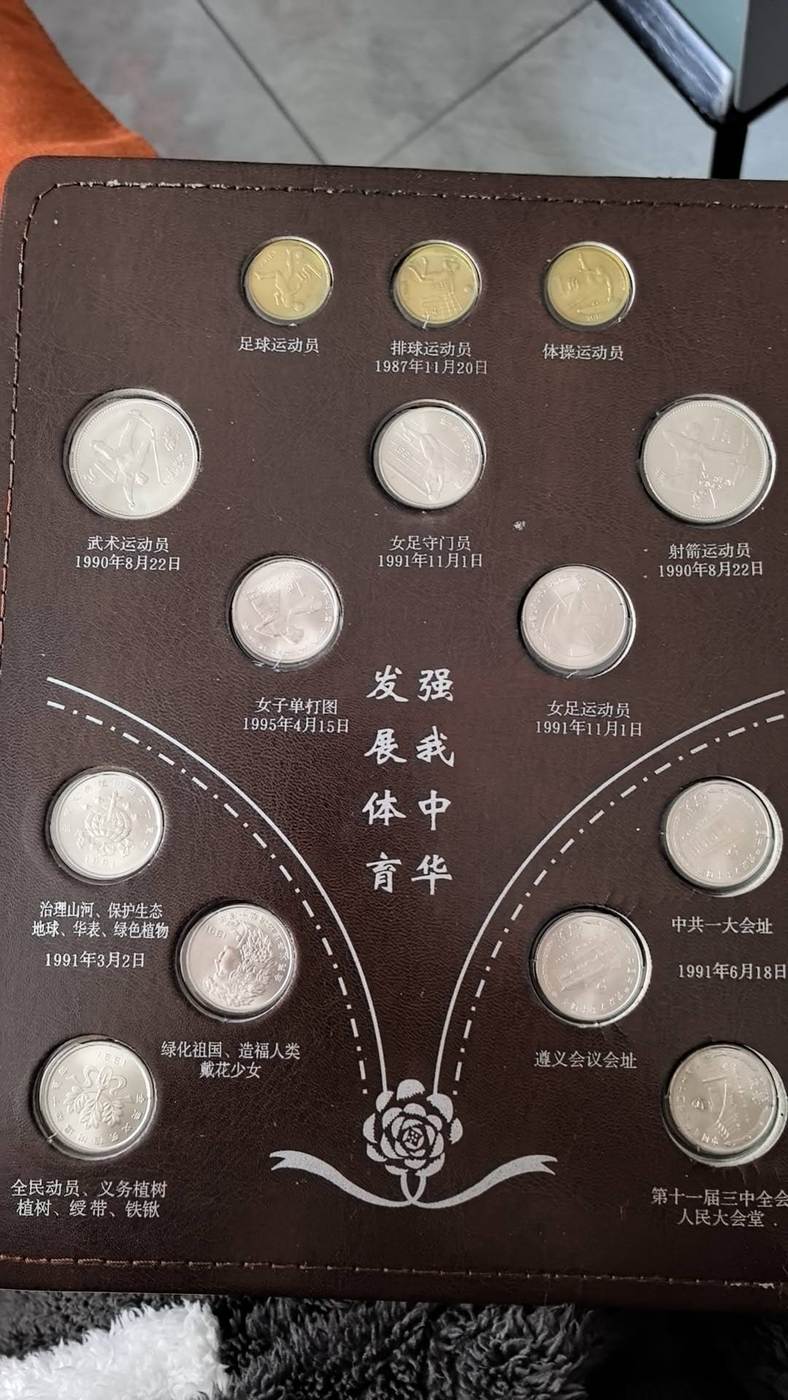 足球运动员
排球运动员
1987年11月20日
体操运动员
武术运动员
1990年8月22日
女足守门员
1991年11月1日
射箭运动员
1990年8月22日
女子单打图
1995年4月15日
女足运动员
1991年11月1日
强我中华
发展体育
治理山河、保护生态
地球、华表、绿色植物
1991年3月2日
绿化祖国、造福人类
戴花少女
全民动员、义务植树
植树、绶带、铁锹
中共一大会址
1991年6月18日
遵义会议会址
第十一届三中全会
人民大会堂